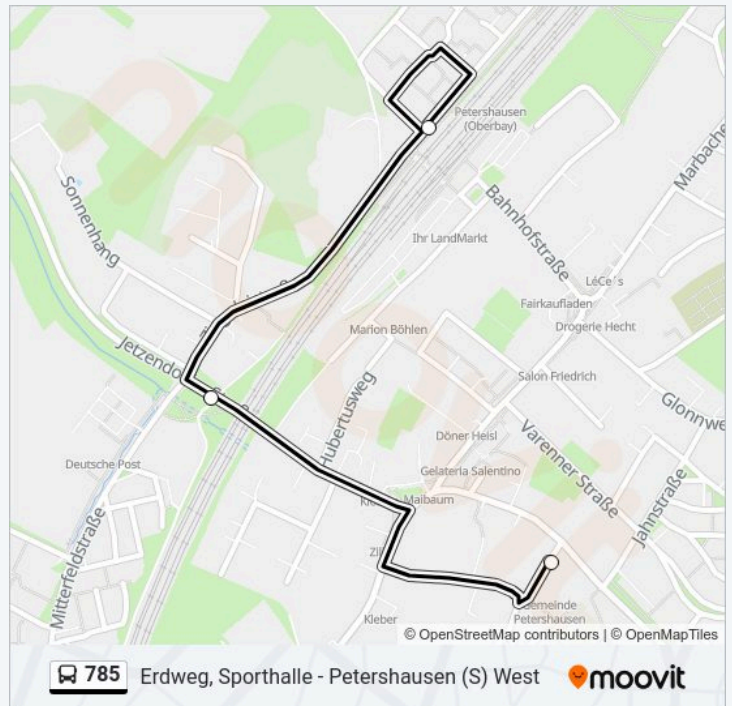 Petershausen
(Oberbay)
Marbache
Sonnenhang
Bahnhofstraße
Ihr LandMarkt
LéCe´s
Fairkaufladen
Marlon Böhlen
Drogerie Hecht
Jetzendo
Salon Friedrich
Hubertusweg
Glonnwe
Döner Heisl
Varenner Straße
Deutsche Post
Gelateria Salentino
Jahnstraße
Maibaum
Mitterfeldstraße
Zil
Kleber
Gemeinde
Petershausen
© OpenStreetMap contributors | © OpenMapTiles
785 Erdweg, Sporthalle - Petershausen (S) West moovit